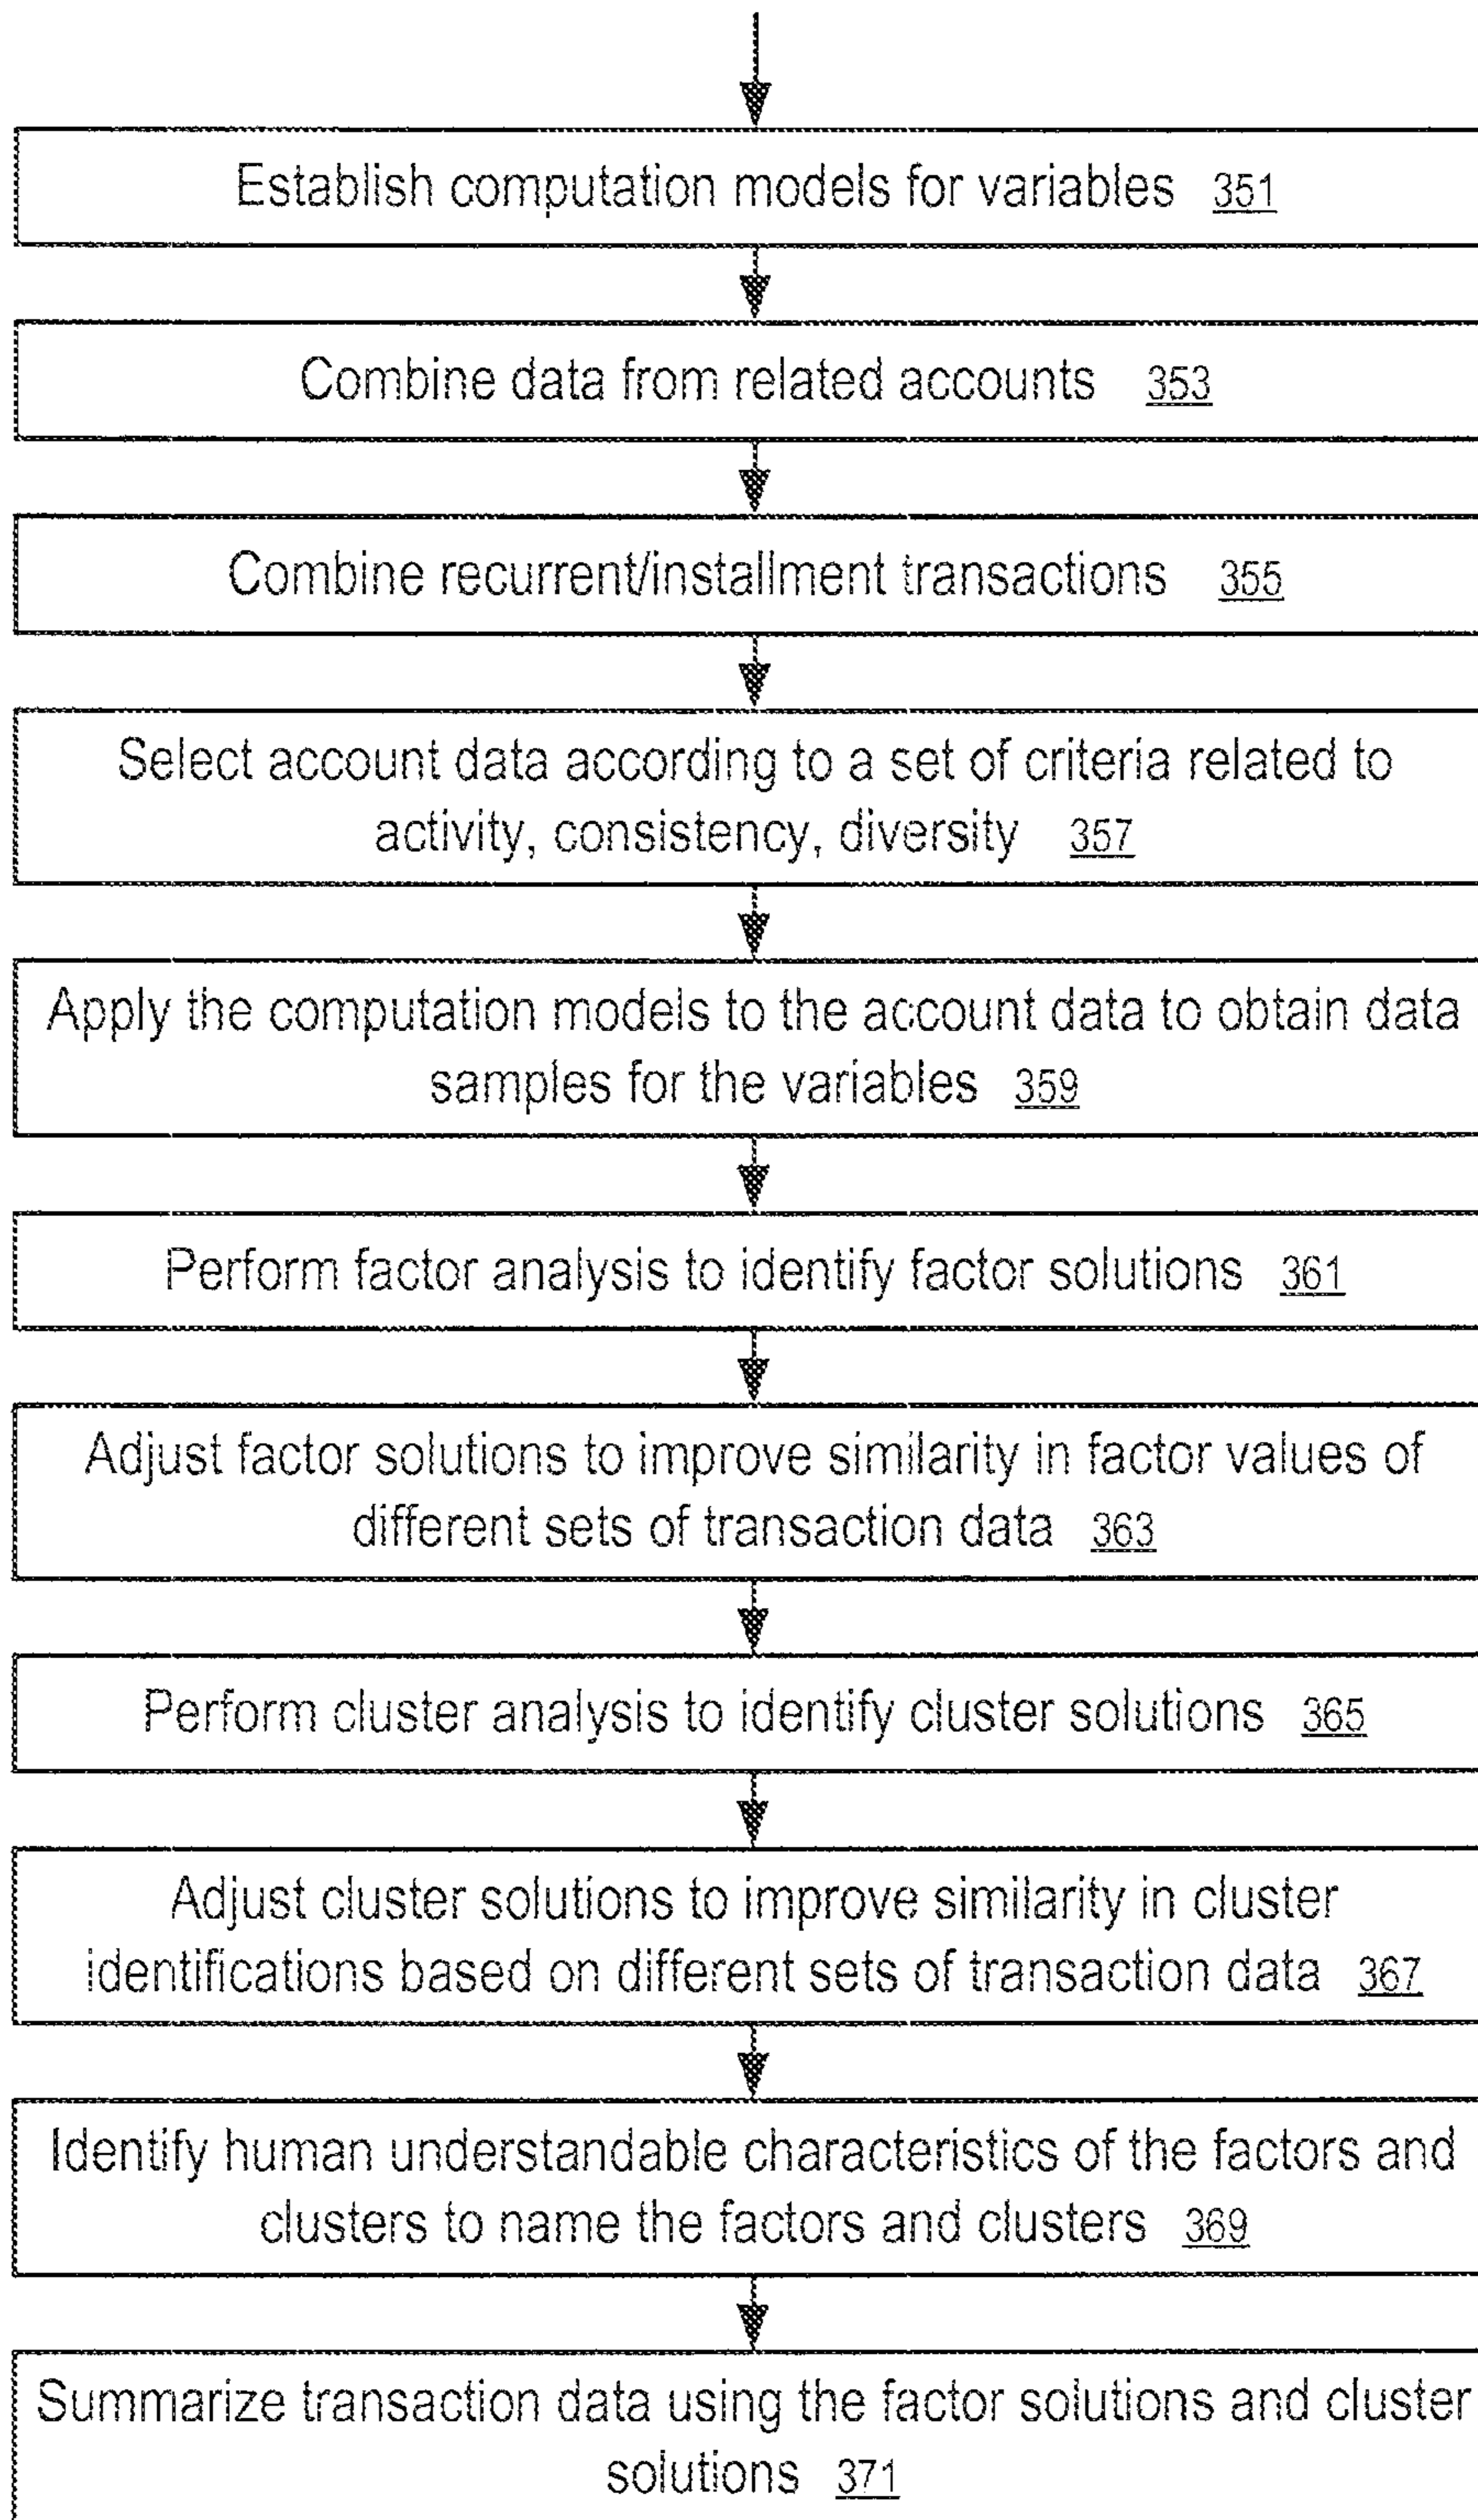 Establish computation models for variables 351
Combine data from related accounts 353
Combine recurrent/installment transactions 355
Select account data according to a set of criteria related to
activity, consistency, diversity 357
Apply the computation models to the account data to obtain data
samples for the variables 359
Perform factor analysis to identify factor solutions 361
Adjust factor solutions to improve similarity in factor values of
different sets of transaction data 363
Perform cluster analysis to identify cluster solutions 365
Adjust cluster solutions to improve similarity in cluster
identifications based on different sets of transaction data 367
Identify human understandable characteristics of the factors and
clusters to name the factors and clusters 369
Summarize transaction data using the factor solutions and cluster
solutions 371